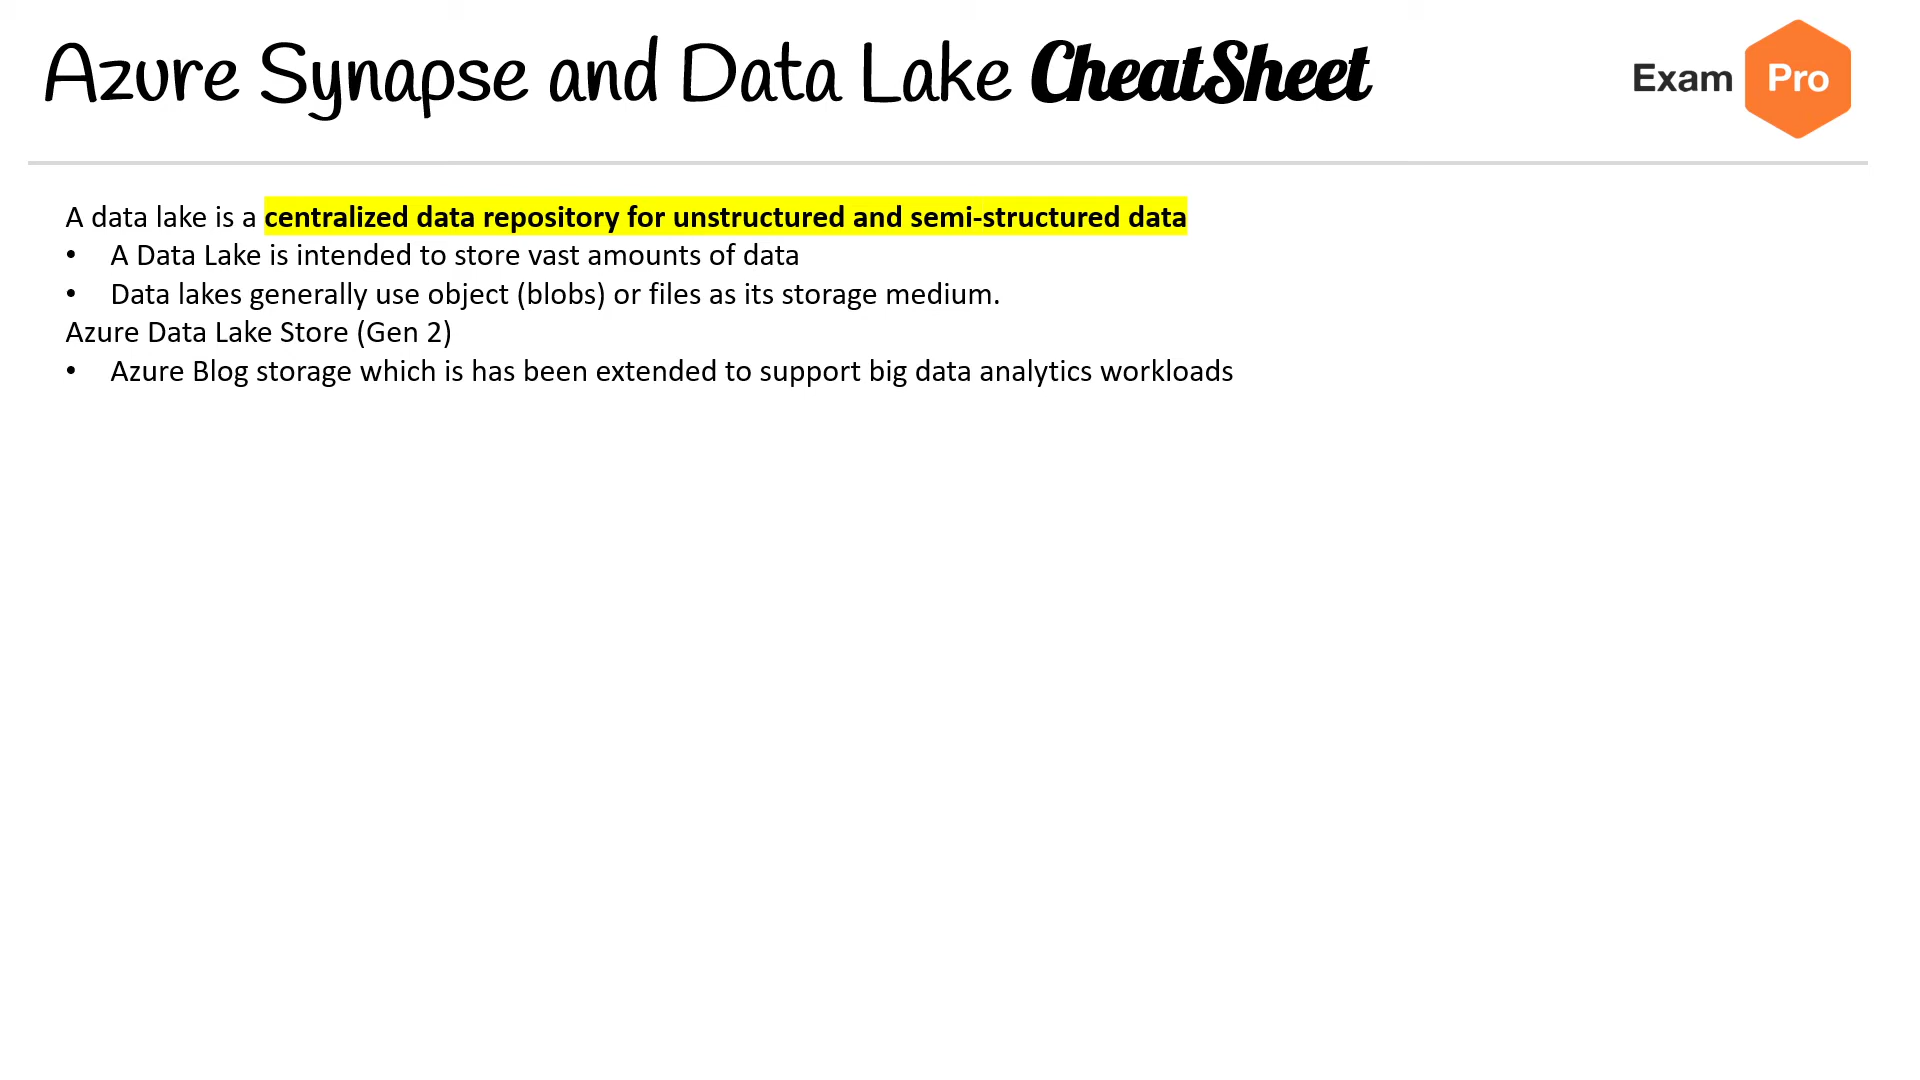 Azure Synapse and Data Lake CheatSheet
Exam Pro
A data lake is a centralized data repository for unstructured and semi-structured data
• A Data Lake is intended to store vast amounts of data
• Data lakes generally use object (blobs) or files as its storage medium.
Azure Data Lake Store (Gen 2)
• Azure Blog storage which is has been extended to support big data analytics workloads